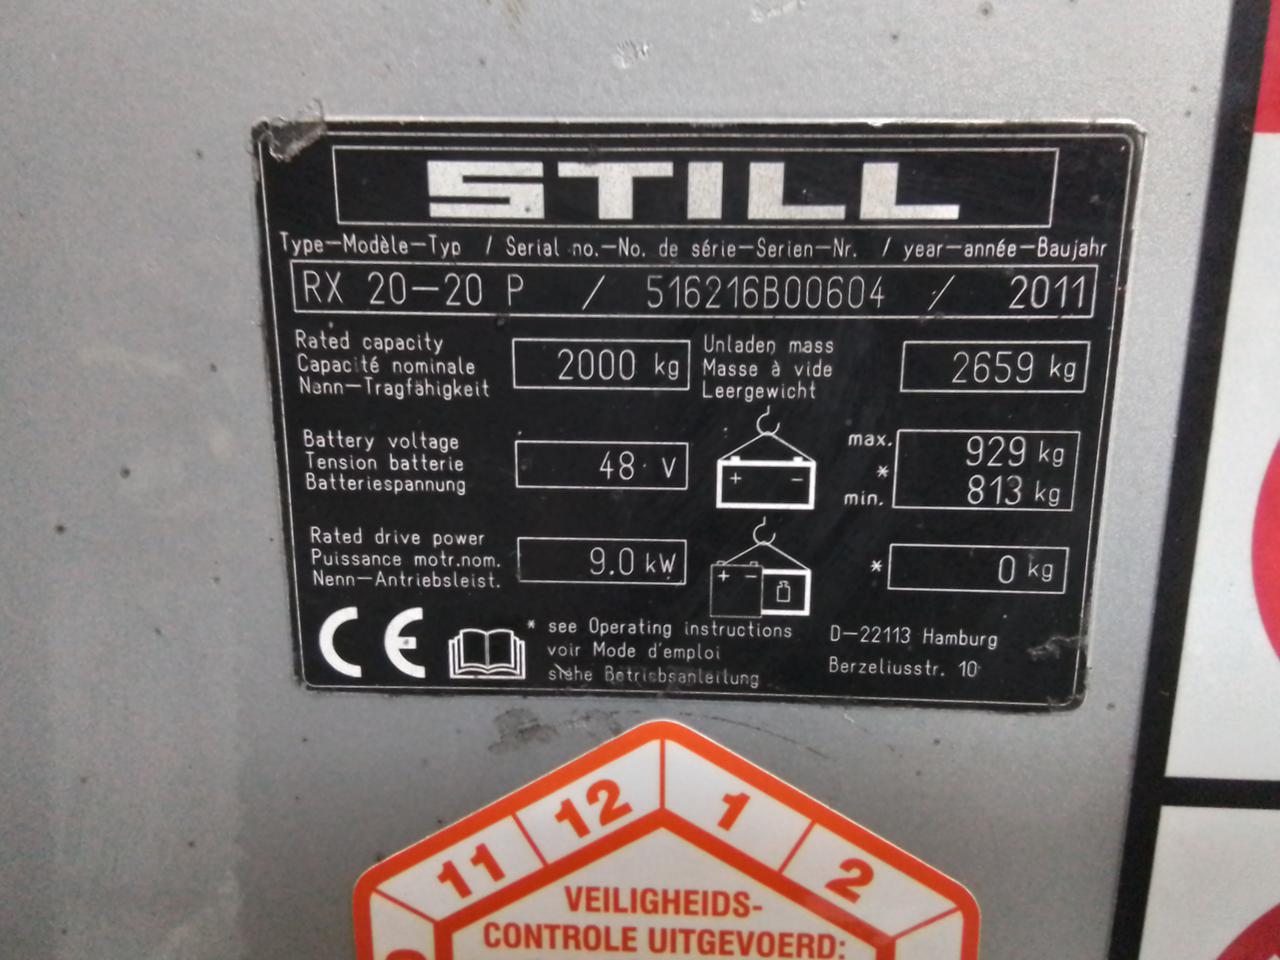 STILL
Type-Modèle-Typ / Serial no.-No. de série-Serien-Nr. / year-année-Baujahr
RX 20-20 P / 516216B00604 / 2011
Rated capacity
Capacité nominale
Nenn-Tragfähigkeit
2000 kg
Unladen mass
Masse à vide
Leergewicht
2659 kg
Battery voltage
Tension batterie
Batteriespannung
48 V
+ -
max.
*
min.
929 kg
813 kg
Rated drive power
Puissance motr.nom.
Nenn-Antriebsleist.
9.0 kW
+ -
* 0 kg
CE
* see Operating instructions
voir Mode d'emploi
siehe Betriebsanleitung
D-22113 Hamburg
Berzeliusstr. 10
11 12 1 2
VEILIGHEIDS-
CONTROLE UITGEVOERD: